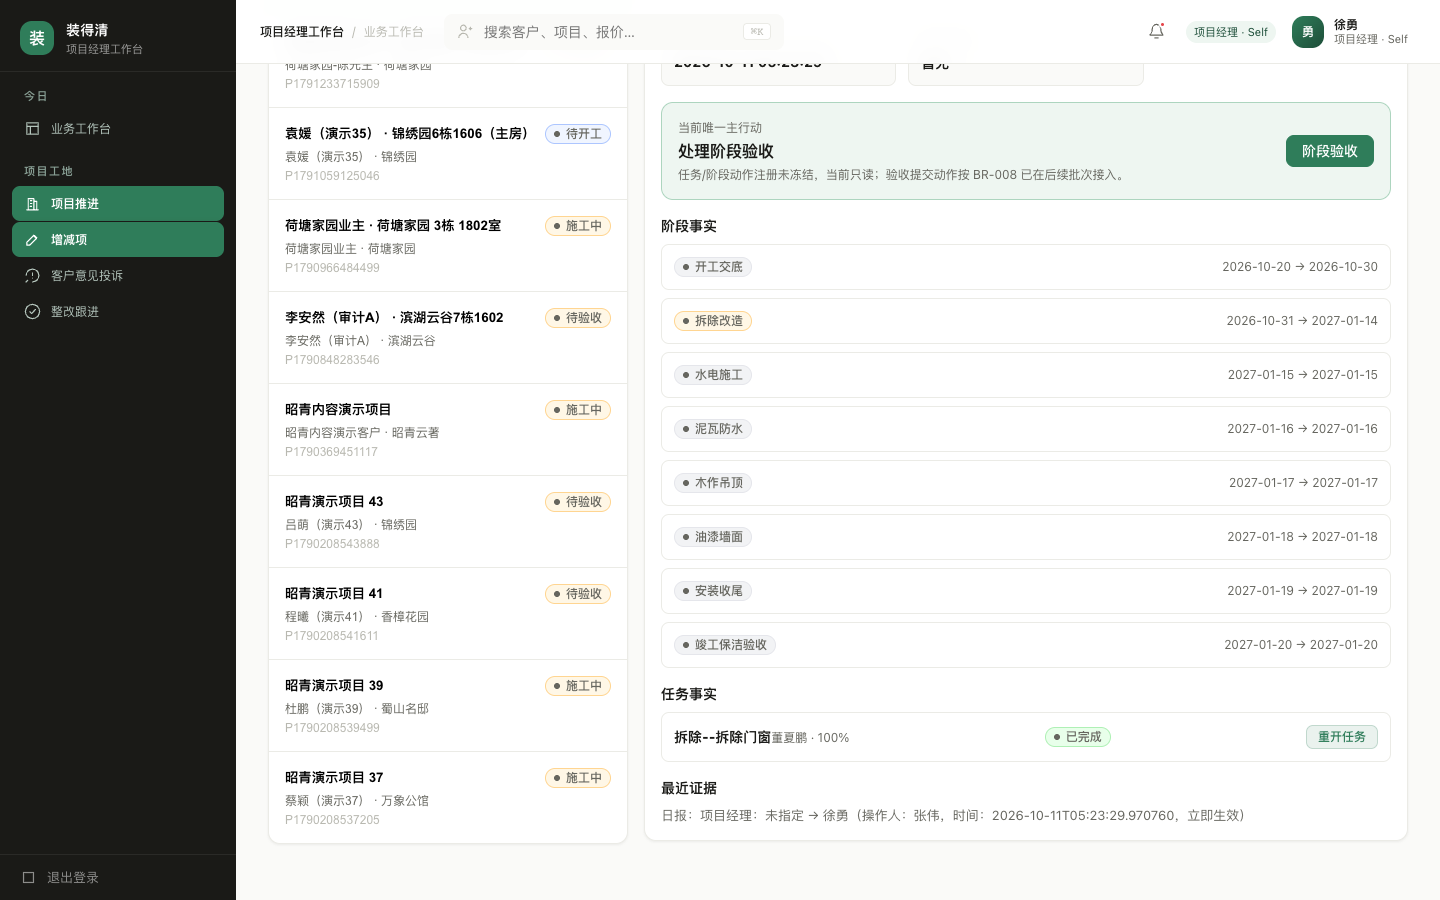 装
装得清
项目经理工作台
今日
业务工作台
项目工地
项目推进
增减项
客户意见投诉
整改跟进
退出登录
项目经理工作台 / 业务工作台
搜索客户、项目、报价...
⌘K
项目经理 · Self
勇
徐勇
项目经理 · Self
P1791233715909
袁媛（演示35） · 锦绣园6栋1606（主房）
待开工
袁媛（演示35） · 锦绣园
P1791059125046
荷塘家园业主 · 荷塘家园 3栋 1802室
施工中
荷塘家园业主 · 荷塘家园
P1790966484499
李安然（审计A） · 滨湖云谷7栋1602
待验收
李安然（审计A） · 滨湖云谷
P1790848283546
昭青内容演示项目
施工中
昭青内容演示客户 · 昭青云著
P1790369451117
昭青演示项目 43
待验收
吕萌（演示43） · 锦绣园
P1790208543888
昭青演示项目 41
待验收
程曦（演示41） · 香樟花园
P1790208541611
昭青演示项目 39
施工中
杜鹏（演示39） · 蜀山名邸
P1790208539499
昭青演示项目 37
施工中
蔡颖（演示37） · 万象公馆
P1790208537205
当前唯一主行动
处理阶段验收
任务/阶段动作注册未冻结，当前只读；验收提交动作按 BR-008 已在后续批次接入。
阶段验收
阶段事实
开工交底
2026-10-20 → 2026-10-30
拆除改造
2026-10-31 → 2027-01-14
水电施工
2027-01-15 → 2027-01-15
泥瓦防水
2027-01-16 → 2027-01-16
木作吊顶
2027-01-17 → 2027-01-17
油漆墙面
2027-01-18 → 2027-01-18
安装收尾
2027-01-19 → 2027-01-19
竣工保洁验收
2027-01-20 → 2027-01-20
任务事实
拆除--拆除门窗董夏鹏 · 100%
已完成
重开任务
最近证据
日报：项目经理：未指定 → 徐勇（操作人：张伟，时间：2026-10-11T05:23:29.970760，立即生效）